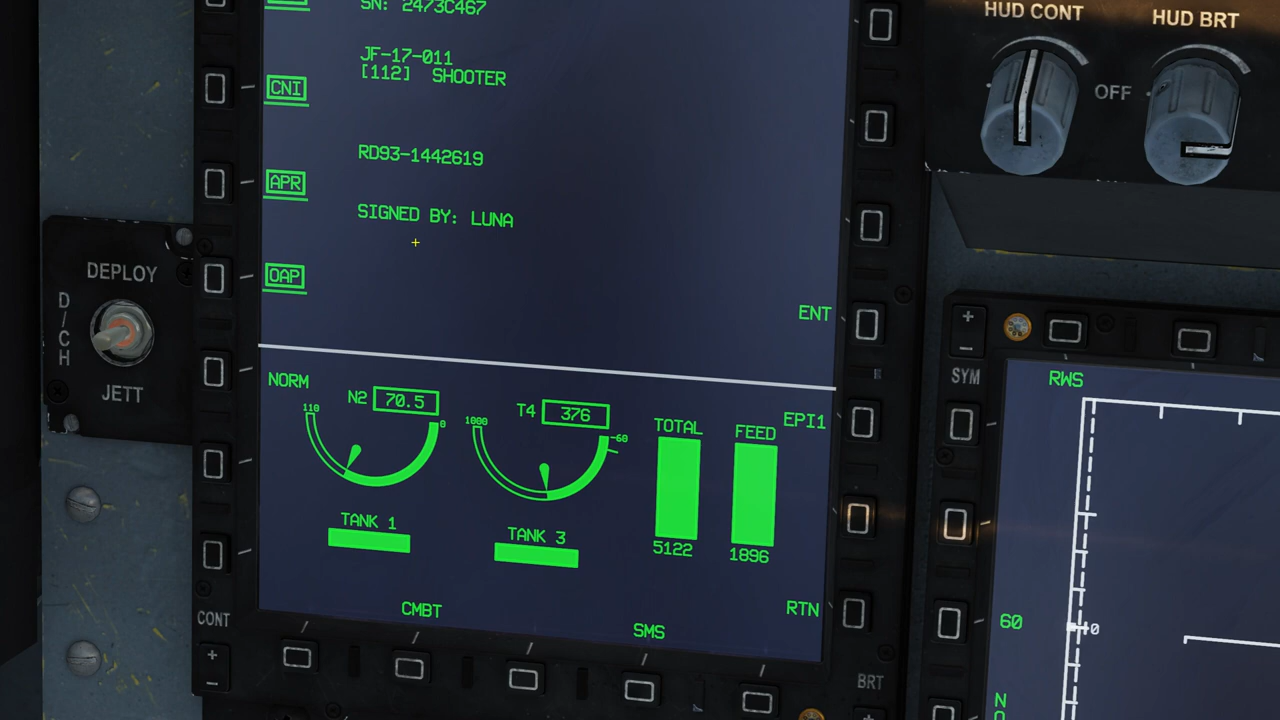 SN: 2473C467
JF-17-011
[112] SHOOTER
CNI
RD93-1442619
APR
SIGNED BY: LUNA
OAP
ENT
NORM
N2 70.5
110
0
T4 376
1000
-60
TOTAL
FEED
EPI1
TANK 1
TANK 3
5122
1896
CMBT
SMS
RTN
HUD CONT
HUD BRT
OFF
DEPLOY
D/CH
JETT
CONT
+
−
BRT
+
+
−
SYM
RWS
60
0
N